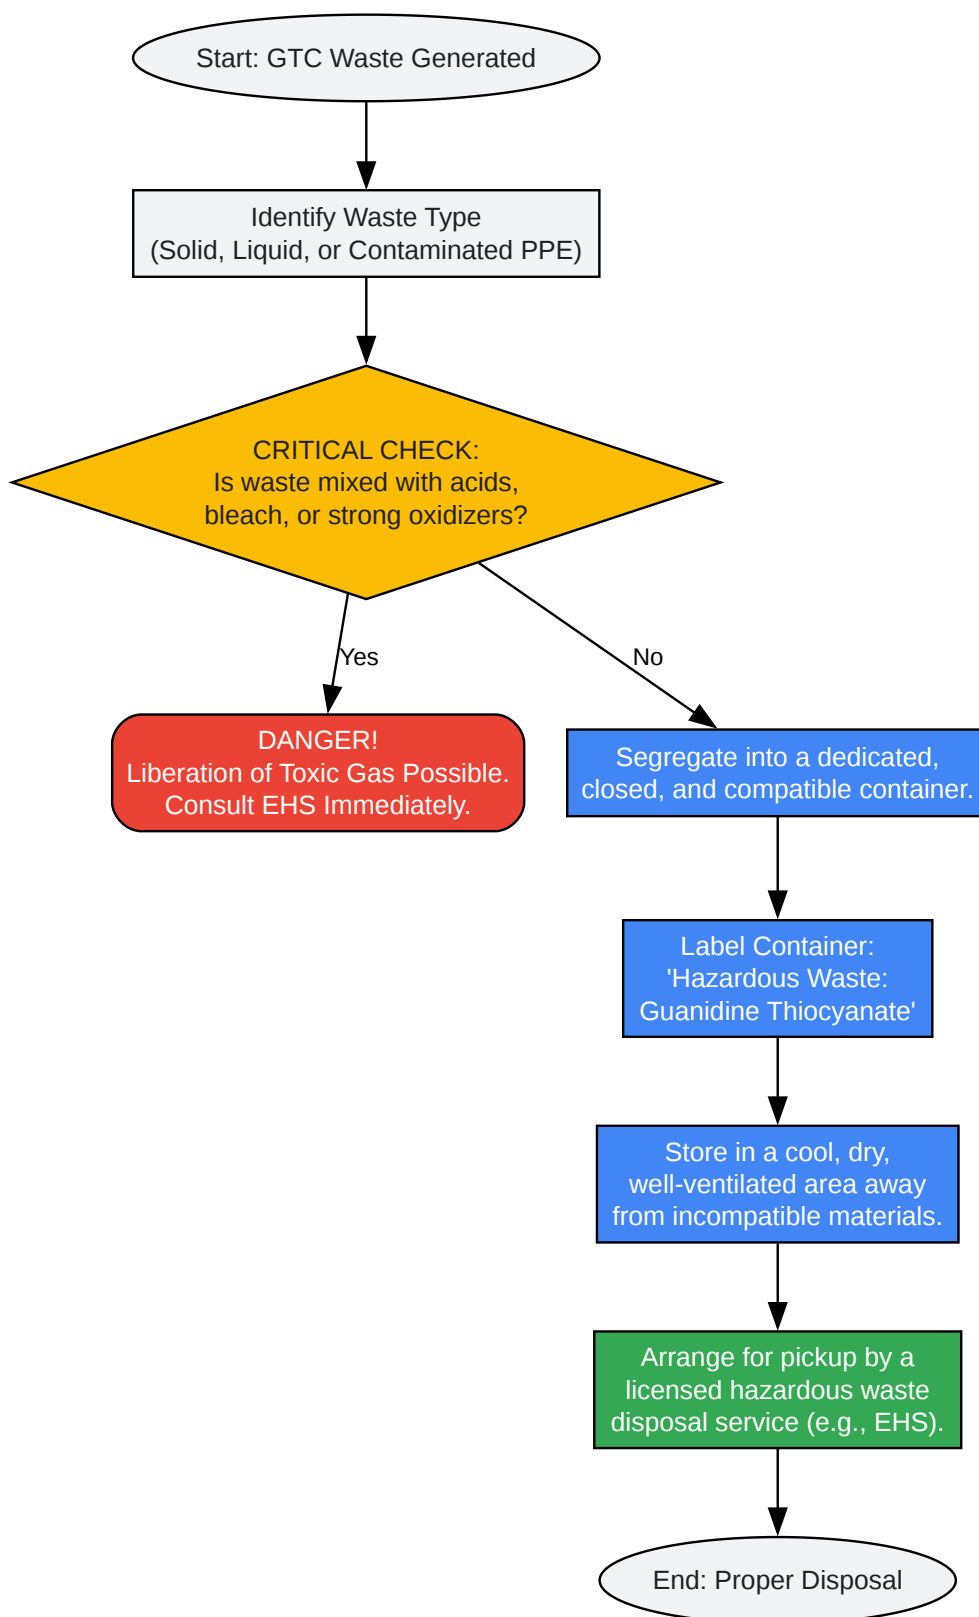 Start: GTC Waste Generated
Identify Waste Type
(Solid, Liquid, or Contaminated PPE)
CRITICAL CHECK:
Is waste mixed with acids,
bleach, or strong oxidizers?
Yes
No
DANGER!
Liberation of Toxic Gas Possible.
Consult EHS Immediately.
Segregate into a dedicated,
closed, and compatible container.
Label Container:
'Hazardous Waste:
Guanidine Thiocyanate'
Store in a cool, dry,
well-ventilated area away
from incompatible materials.
Arrange for pickup by a
licensed hazardous waste
disposal service (e.g., EHS).
End: Proper Disposal